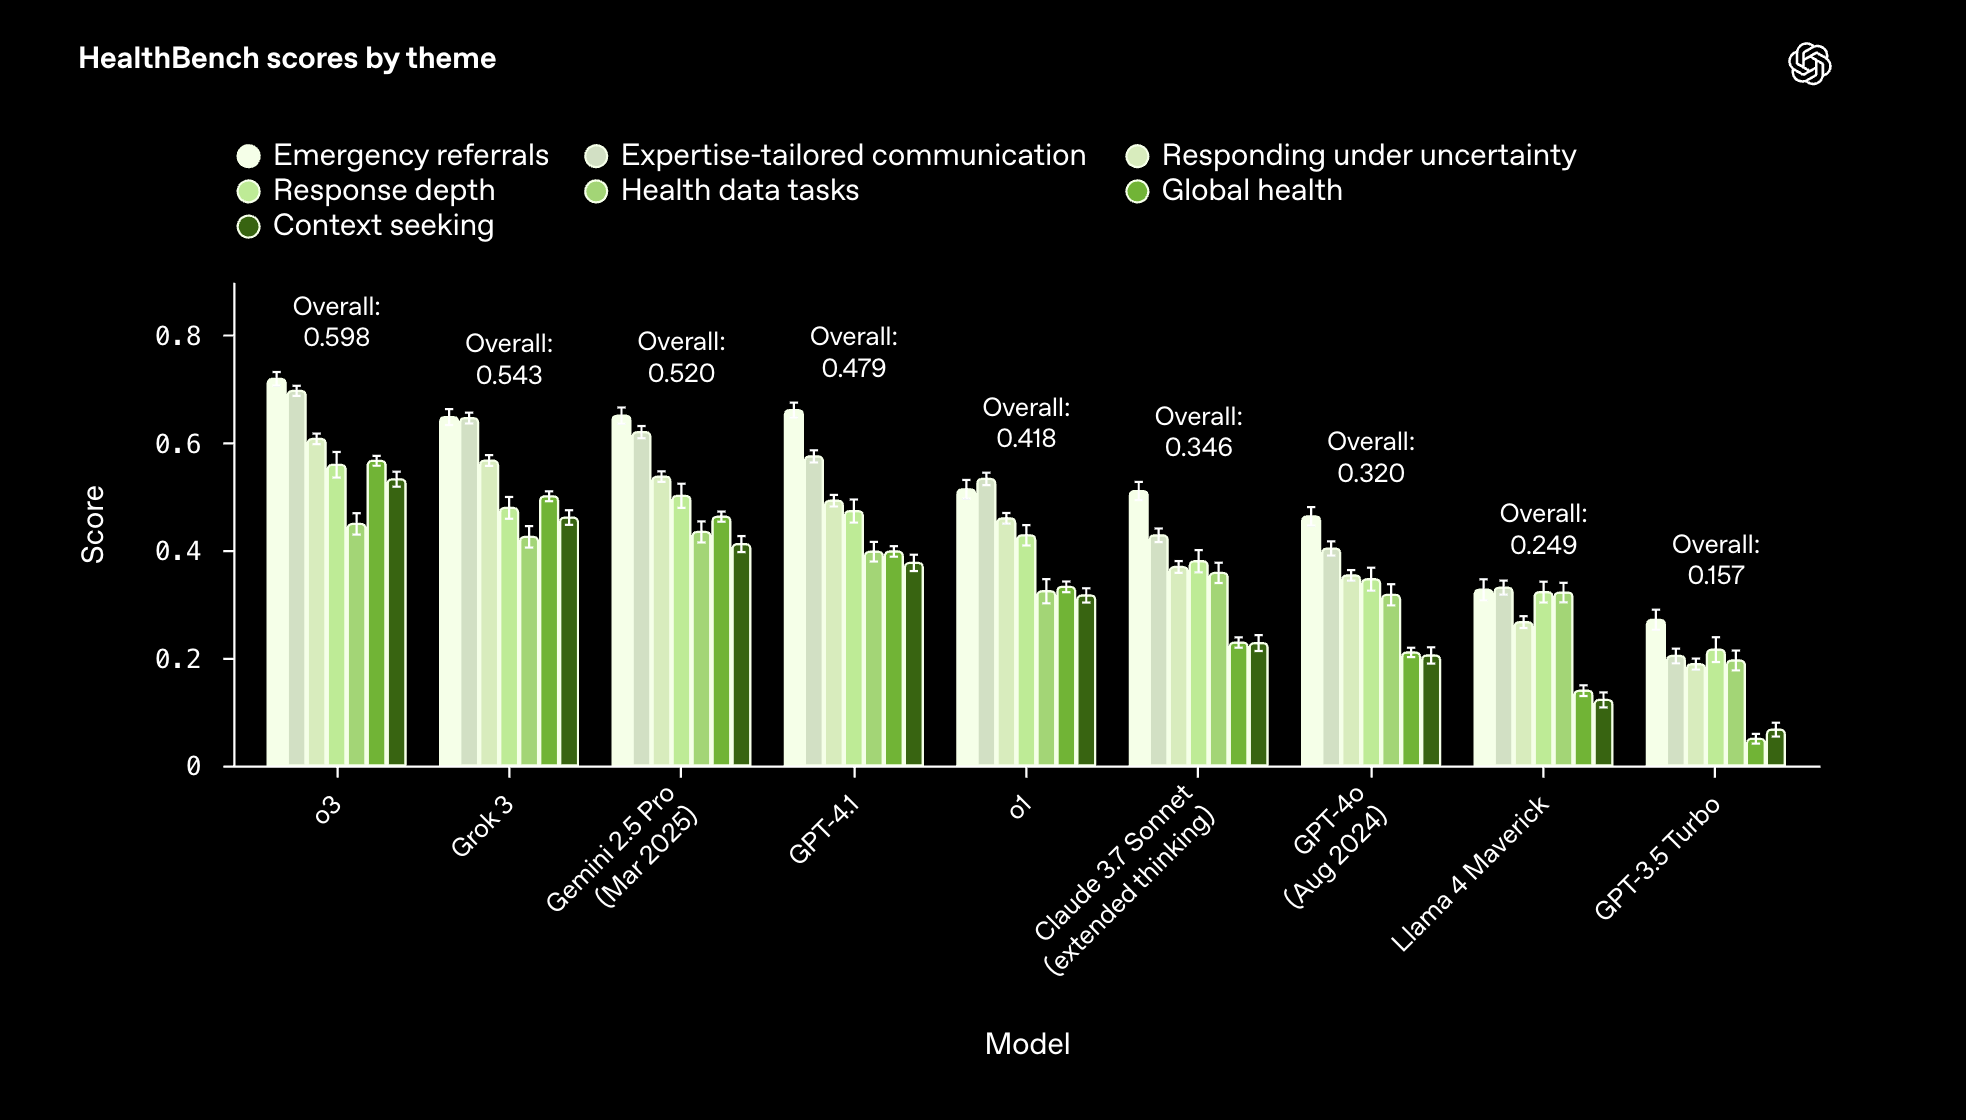 HealthBench scores by theme
Emergency referrals
Expertise-tailored communication
Responding under uncertainty
Response depth
Health data tasks
Global health
Context seeking
Overall:
0.598
Overall:
0.543
Overall:
0.520
Overall:
0.479
Overall:
0.418
Overall:
0.346
Overall:
0.320
Overall:
0.249
Overall:
0.157
Score
0.8
0.6
0.4
0.2
0
o3
Grok 3
Gemini 2.5 Pro
(Mar 2025)
GPT-4.1
o1
Claude 3.7 Sonnet
(extended thinking)
GPT-4o
(Aug 2024)
Llama 4 Maverick
GPT-3.5 Turbo
Model